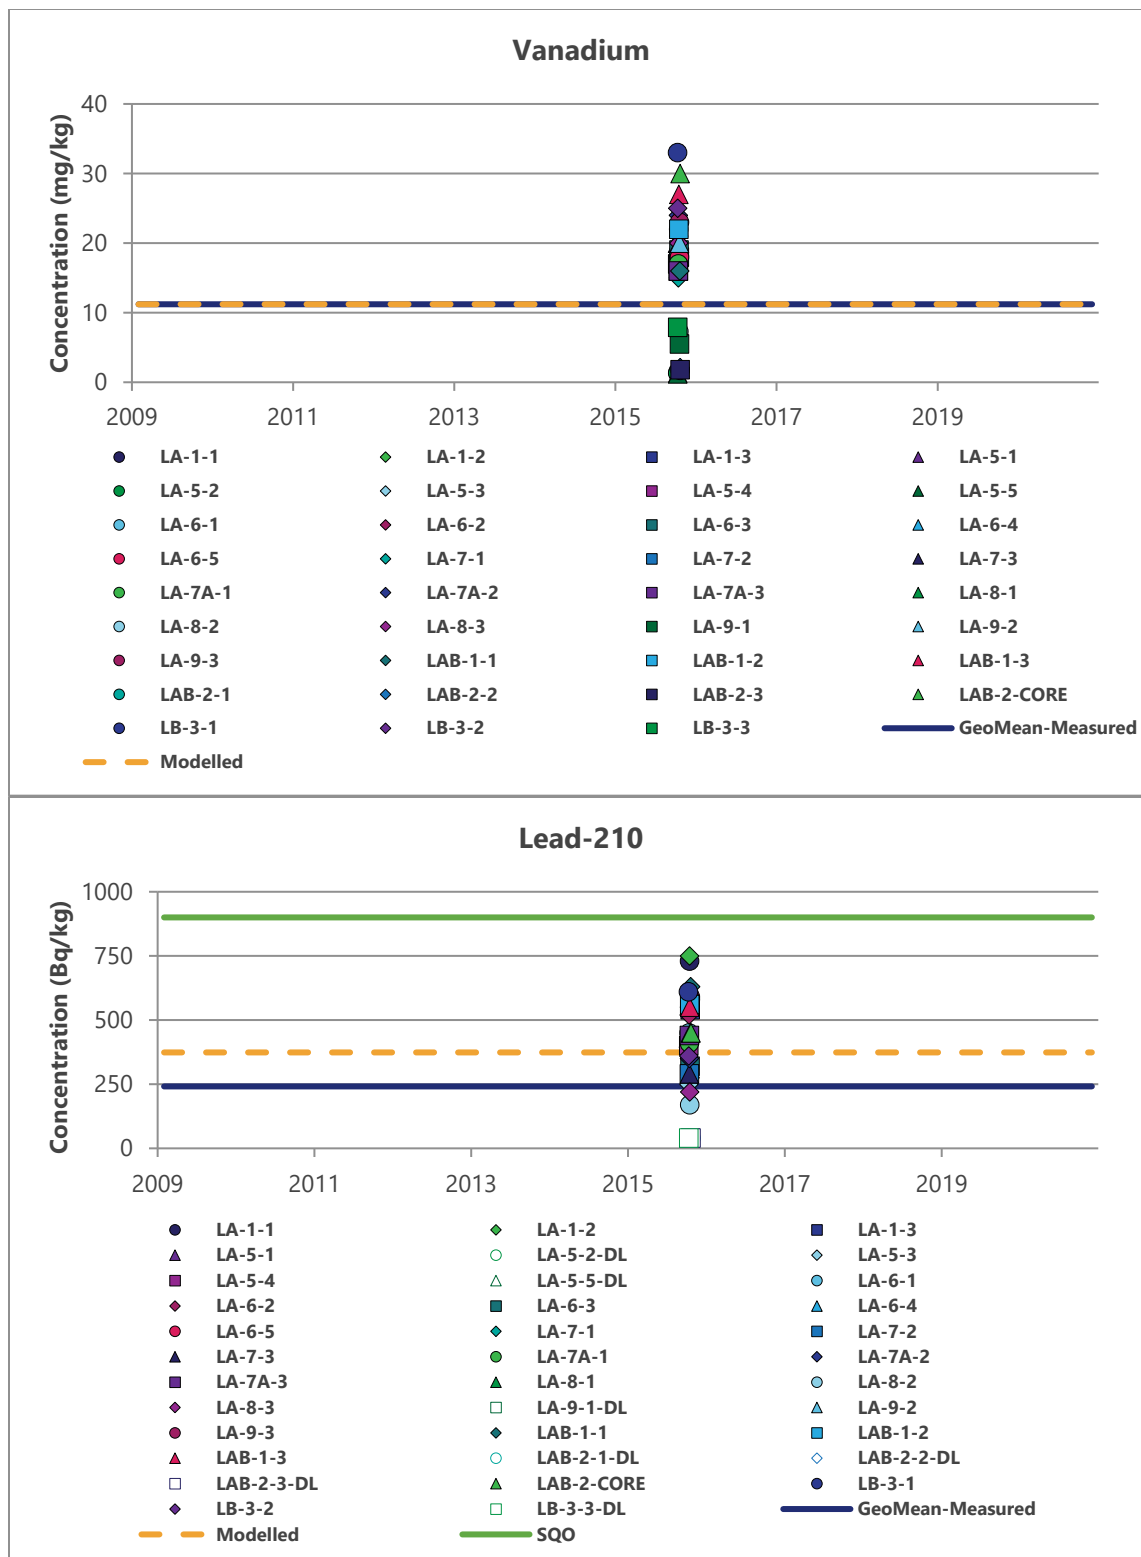 Vanadium
Concentration (mg/kg)
40
30
20
10
0
2009 2011 2013 2015 2017 2019
LA-1-1 LA-1-2 LA-1-3 LA-5-1
LA-5-2 LA-5-3 LA-5-4 LA-5-5
LA-6-1 LA-6-2 LA-6-3 LA-6-4
LA-6-5 LA-7-1 LA-7-2 LA-7-3
LA-7A-1 LA-7A-2 LA-7A-3 LA-8-1
LA-8-2 LA-8-3 LA-9-1 LA-9-2
LA-9-3 LAB-1-1 LAB-1-2 LAB-1-3
LAB-2-1 LAB-2-2 LAB-2-3 LAB-2-CORE
LB-3-1 LB-3-2 LB-3-3 GeoMean-Measured
Modelled
Lead-210
Concentration (Bq/kg)
1000
750
500
250
0
2009 2011 2013 2015 2017 2019
LA-1-1 LA-1-2 LA-1-3
LA-5-1 LA-5-2-DL LA-5-3
LA-5-4 LA-5-5-DL LA-6-1
LA-6-2 LA-6-3 LA-6-4
LA-6-5 LA-7-1 LA-7-2
LA-7-3 LA-7A-1 LA-7A-2
LA-7A-3 LA-8-1 LA-8-2
LA-8-3 LA-9-1-DL LA-9-2
LA-9-3 LAB-1-1 LAB-1-2
LAB-1-3 LAB-2-1-DL LAB-2-2-DL
LAB-2-3-DL LAB-2-CORE LB-3-1
LB-3-2 LB-3-3-DL GeoMean-Measured
Modelled SQO